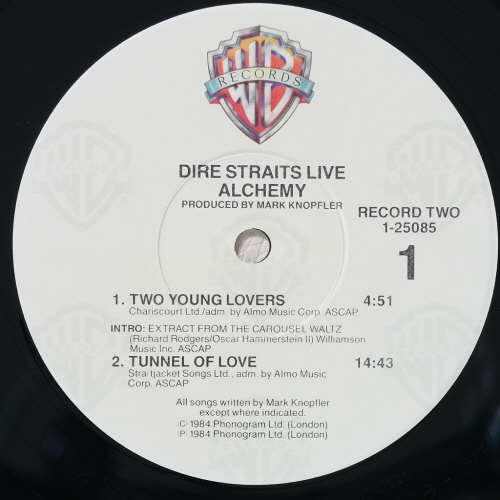 WB
RECORDS
DIRE STRAITS LIVE
ALCHEMY
PRODUCED BY MARK KNOPFLER
RECORD TWO
1-25085
1
1. TWO YOUNG LOVERS 4:51
Chariscourt Ltd./adm. by Almo Music Corp. ASCAP
INTRO: EXTRACT FROM THE CAROUSEL WALTZ
(Richard Rodgers/Oscar Hammerstein II) Williamson
Music Inc. ASCAP
2. TUNNEL OF LOVE 14:43
Straitjacket Songs Ltd., adm. by Almo Music
Corp. ASCAP
All songs written by Mark Knopfler
except where indicated.
(C) 1984 Phonogram Ltd. (London)
(P) 1984 Phonogram Ltd. (London)